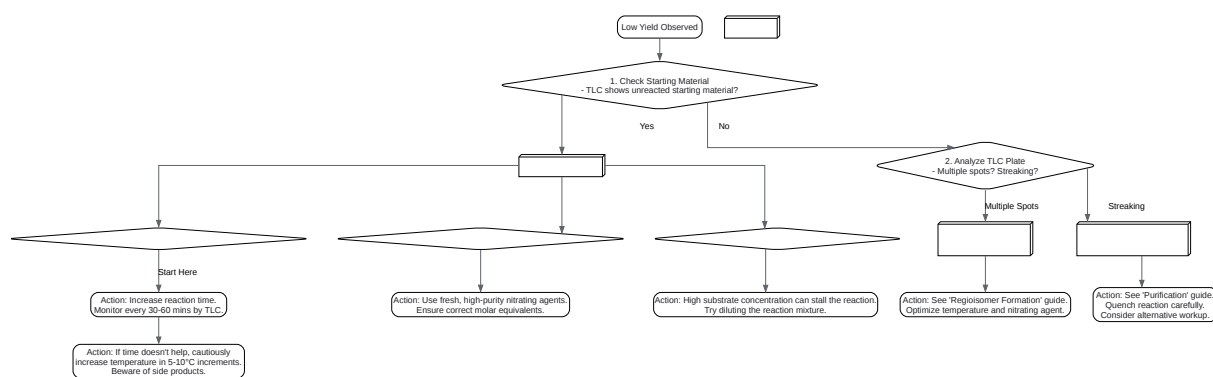 Low Yield Observed
1. Check Starting Material
- TLC shows unreacted starting material?
Yes
No
2. Analyze TLC Plate
- Multiple spots? Streaking?
Multiple Spots
Streaking
Start Here
Action: Increase reaction time.
Monitor every 30-60 mins by TLC.
Action: Use fresh, high-purity nitrating agents.
Ensure correct molar equivalents.
Action: High substrate concentration can stall the reaction.
Try diluting the reaction mixture.
Action: See 'Regioisomer Formation' guide.
Optimize temperature and nitrating agent.
Action: See 'Purification' guide.
Quench reaction carefully.
Consider alternative workup.
Action: If time doesn't help, cautiously
increase temperature in 5-10°C increments.
Beware of side products.